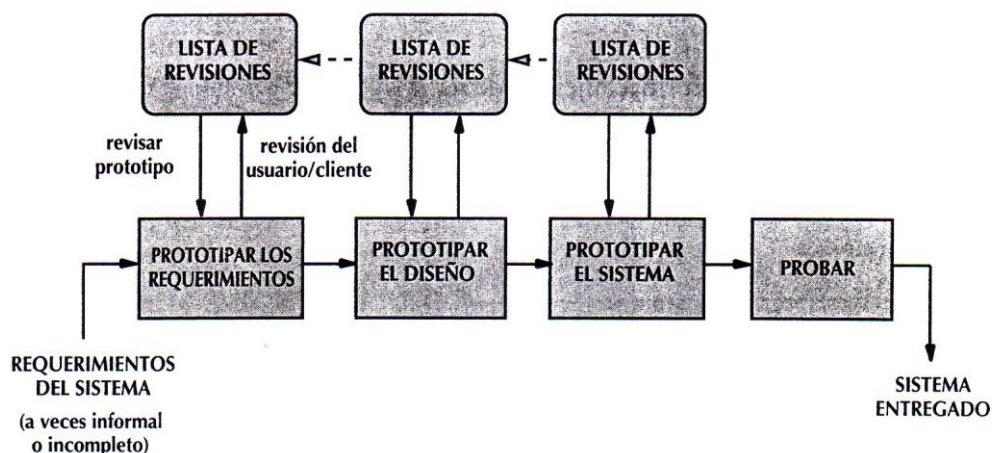 LISTA DE
REVISIONES
LISTA DE
REVISIONES
LISTA DE
REVISIONES
revisar
prototipo
revisión del
usuario/cliente
PROTOTIPAR LOS
REQUERIMIENTOS
PROTOTIPAR
EL DISEÑO
PROTOTIPAR
EL SISTEMA
PROBAR
REQUERIMIENTOS
DEL SISTEMA
(a veces informal
o incompleto)
SISTEMA
ENTREGADO